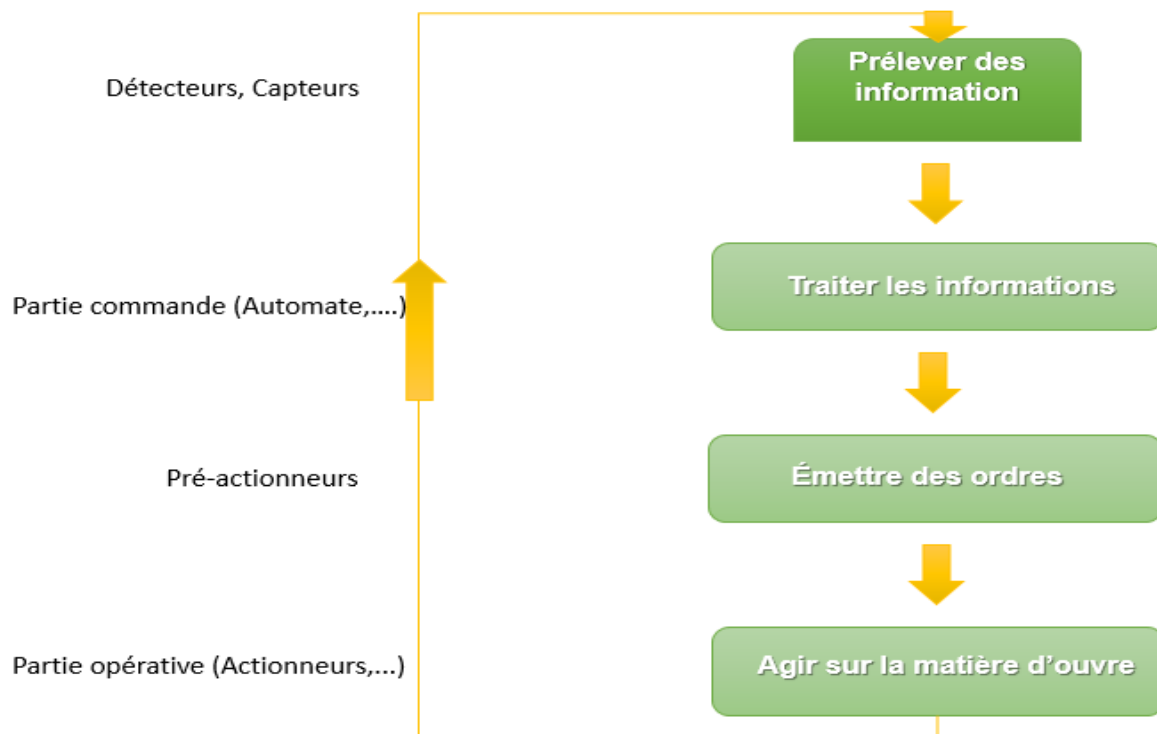 Détecteurs, Capteurs
Prélever des
information
Partie commande (Automate,....)
Traiter les informations
Pré-actionneurs
Émettre des ordres
Partie opérative (Actionneurs,...)
Agir sur la matière d’ouvre